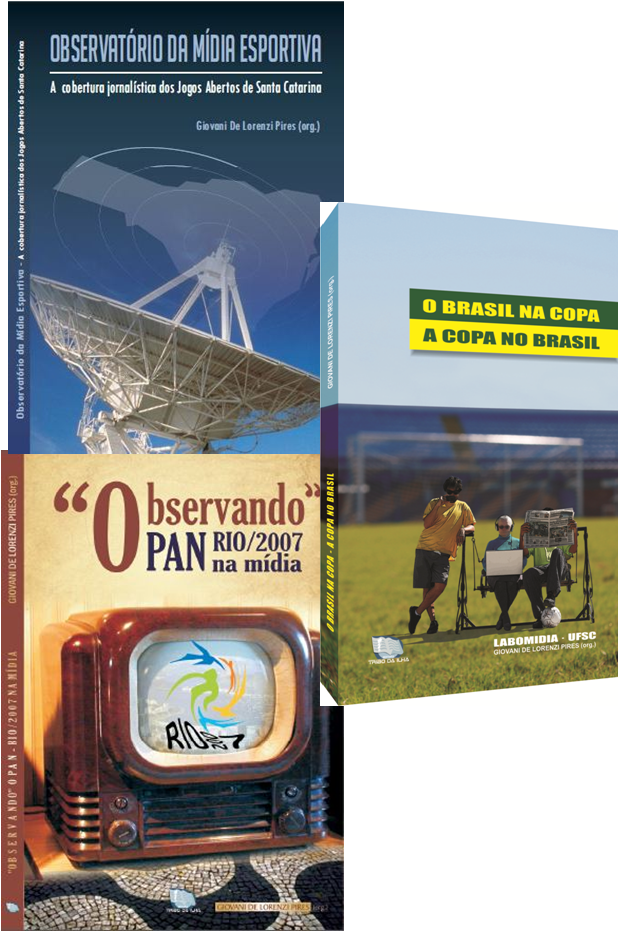 OBSERVATÓRIO DA MÍDIA ESPORTIVA
A cobertura jornalística dos Jogos Abertos de Santa Catarina
Giovani De Lorenzi Pires (org.)
Observatório da Mídia Esportiva - A cobertura jornalística dos Jogos Abertos de Santa Catarina
O BRASIL NA COPA
A COPA NO BRASIL
LABOMIDIA - UFSC
GIOVANI DE LORENZI PIRES (org.)
TRIBO DA ILHA
GIOVANI DE LORENZI PIRES (org.)
O BRASIL NA COPA - A COPA NO BRASIL
“Observando”
PAN RIO/2007
na mídia
RIO2007
TRIBO DA ILHA
GIOVANI DE LORENZI PIRES (org.)
GIOVANI DE LORENZI PIRES (org.)
"OBSERVANDO" O PAN - RIO/2007 NA MÍDIA